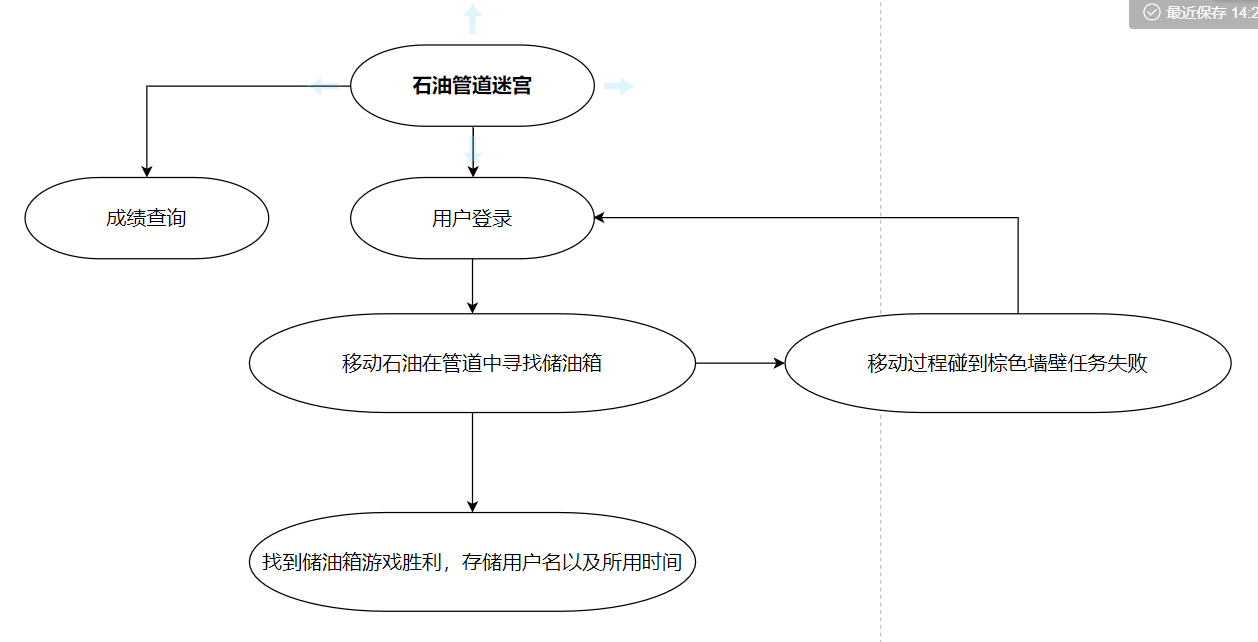 最近保存 14:2
石油管道迷宫
成绩查询
用户登录
移动石油在管道中寻找储油箱
移动过程碰到棕色墙壁任务失败
找到储油箱游戏胜利，存储用户名以及所用时间